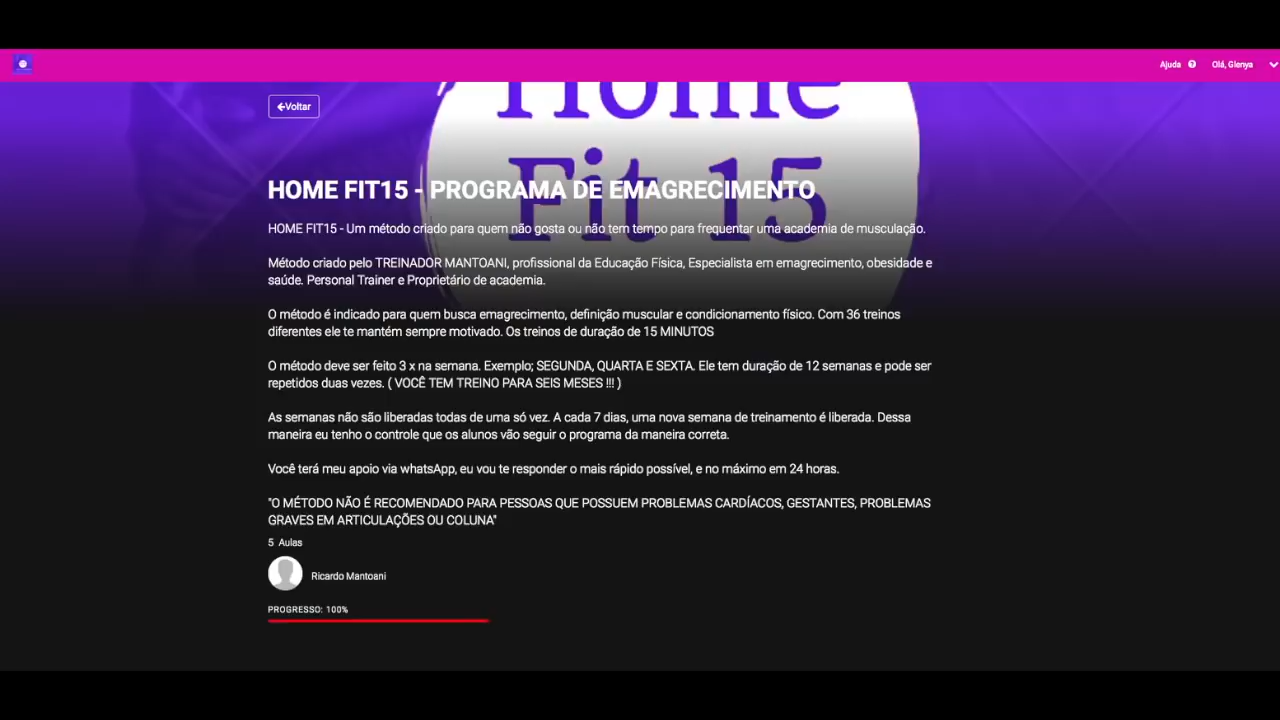 Ajuda
Olá, Glenya
Voltar
Home
Fit 15
HOME FIT15 - PROGRAMA DE EMAGRECIMENTO
HOME FIT15 - Um método criado para quem não gosta ou não tem tempo para frequentar uma academia de musculação.
Método criado pelo TREINADOR MANTOANI, profissional da Educação Física, Especialista em emagrecimento, obesidade e
saúde. Personal Trainer e Proprietário de academia.
O método é indicado para quem busca emagrecimento, definição muscular e condicionamento físico. Com 36 treinos
diferentes ele te mantém sempre motivado. Os treinos de duração de 15 MINUTOS
O método deve ser feito 3 x na semana. Exemplo; SEGUNDA, QUARTA E SEXTA. Ele tem duração de 12 semanas e pode ser
repetidos duas vezes. ( VOCÊ TEM TREINO PARA SEIS MESES !!! )
As semanas não são liberadas todas de uma só vez. A cada 7 dias, uma nova semana de treinamento é liberada. Dessa
maneira eu tenho o controle que os alunos vão seguir o programa da maneira correta.
Você terá meu apoio via whatsApp, eu vou te responder o mais rápido possível, e no máximo em 24 horas.
"O MÉTODO NÃO É RECOMENDADO PARA PESSOAS QUE POSSUEM PROBLEMAS CARDÍACOS, GESTANTES, PROBLEMAS
GRAVES EM ARTICULAÇÕES OU COLUNA"
5 Aulas
Ricardo Mantoani
PROGRESSO: 100%